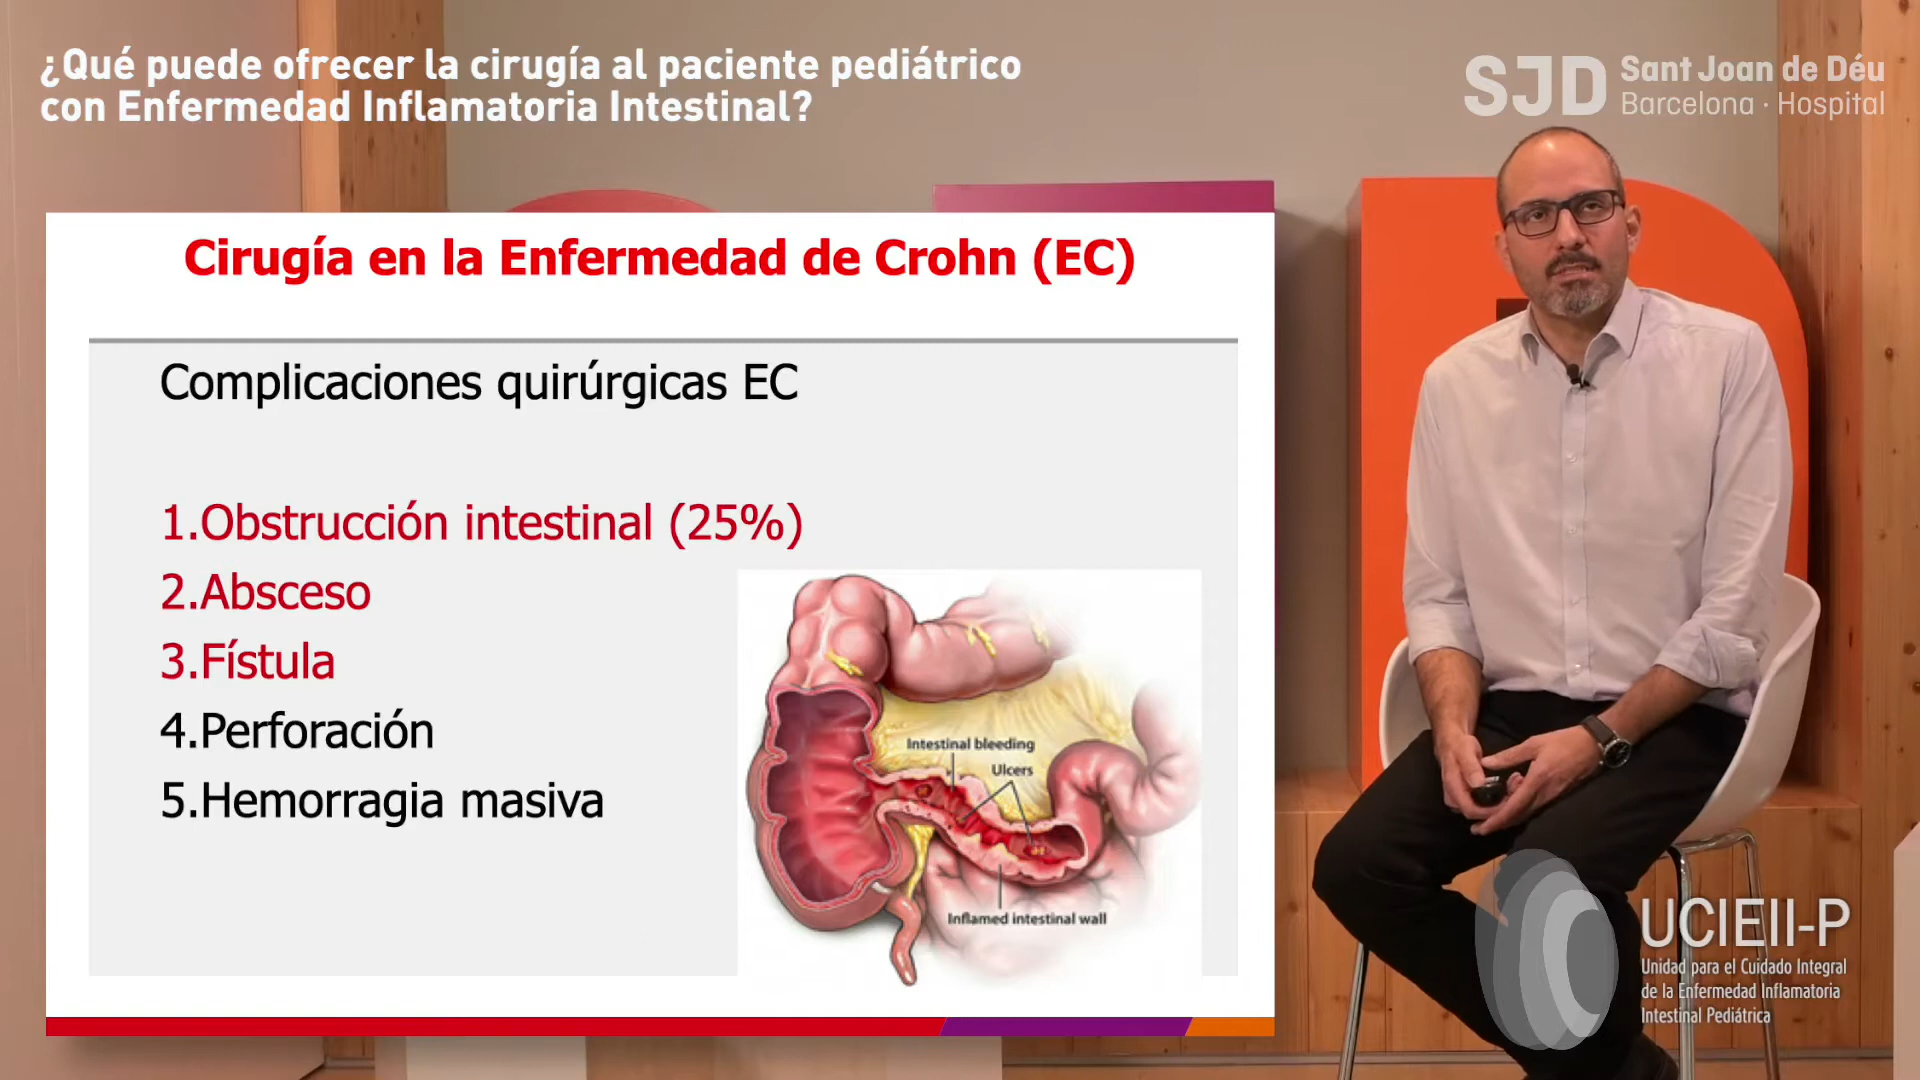 ¿Qué puede ofrecer la cirugía al paciente pediátrico
con Enfermedad Inflamatoria Intestinal?
SJD Sant Joan de Déu
Barcelona · Hospital
Cirugía en la Enfermedad de Crohn (EC)
Complicaciones quirúrgicas EC
1.Obstrucción intestinal (25%)
2.Absceso
3.Fístula
4.Perforación
5.Hemorragia masiva
Intestinal bleeding
Ulcers
Inflamed intestinal wall
UCIEII-P
Unidad para el Cuidado Integral
de la Enfermedad Inflamatoria
Intestinal Pediátrica